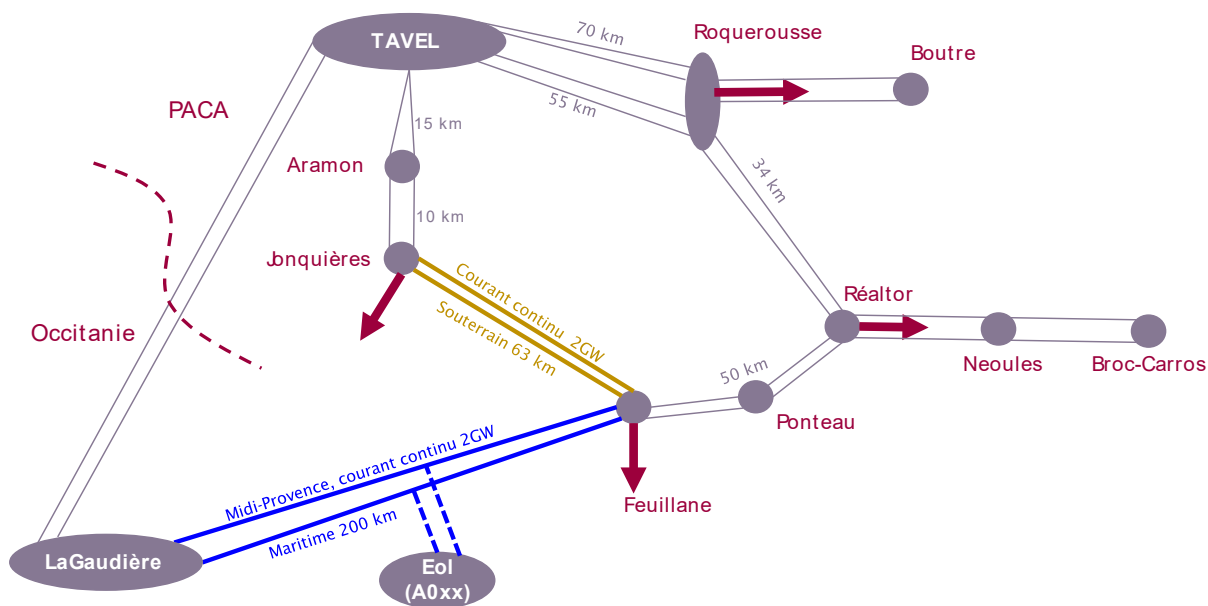 TAVEL
70 km
Roquerousse
Boutre
55 km
PACA
15 km
Aramon
34 km
10 km
Jonquières
Courant continu 2GW
Souterrain 63 km
Réaltor
Occitanie
Neoules
Broc-Carros
50 km
Ponteau
Midi-Provence, courant continu 2GW
Maritime 200 km
Feuillane
LaGaudière
Eol
(A0xx)